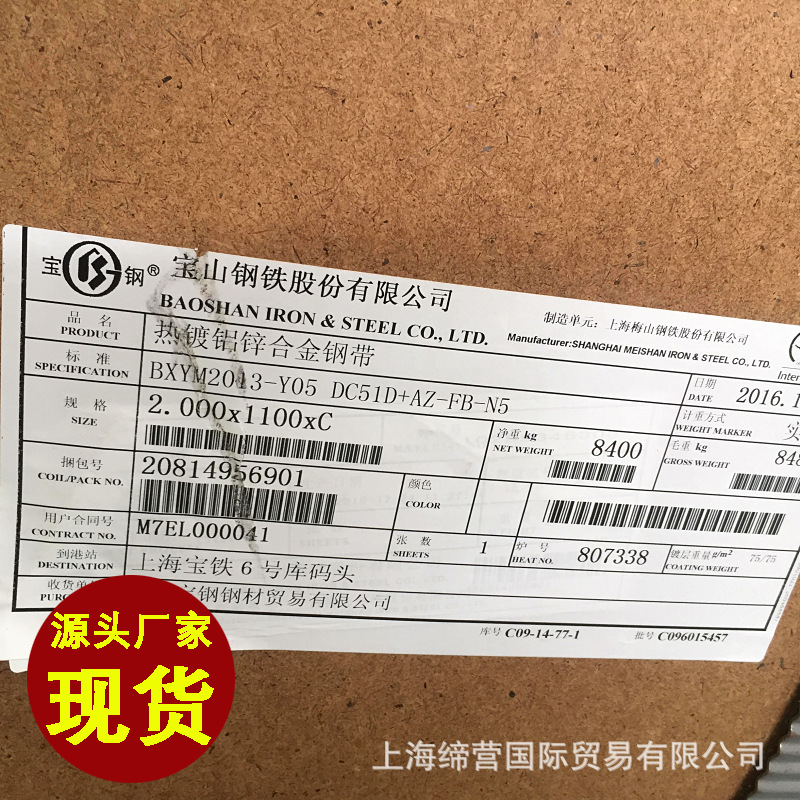 宝钢® 宝山钢铁股份有限公司
BAOSHAN IRON & STEEL CO., LTD.
制造单元: 上海梅山钢铁股份有限公司
Manufacturer:SHANGHAI MEISHAN IRON & STEEL CO., LTD.
品名 PRODUCT 热镀铝锌合金钢带
标准 SPECIFICATION BXYM2013-Y05 DC51D+AZ-FB-N5
日期 DATE 2016.1
规格 SIZE 2.000x1100xC
净重 kg NET WEIGHT 8400
计重方式 WEIGHT MARKER 实
毛重 kg GROSS WEIGHT 848
捆包号 COIL/PACK NO. 20814956901
颜色 COLOR
用户合同号 CONTRACT NO. M7EL000041
张数 SHEETS 1
炉号 HEAT NO. 807338
镀层重量g/m² COATING WEIGHT 75/75
到港站 DESTINATION 上海宝铁6号库码头
收货单
宝钢钢材贸易有限公司
库号 C09-14-77-1
批号 C096015457
源头厂家
现货
上海缔营国际贸易有限公司